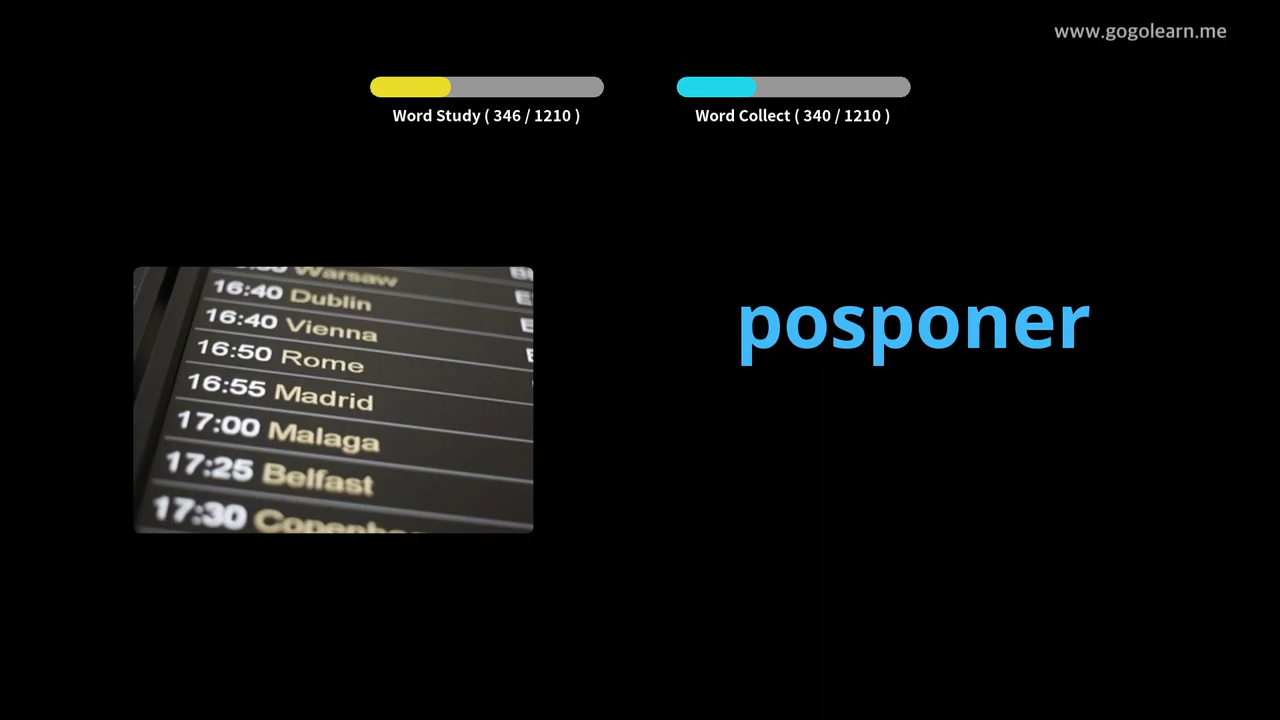 www.gogolearn.me
Word Study ( 346 / 1210 )
Word Collect ( 340 / 1210 )
posponer
Warsaw
16:40 Dublin
16:40 Vienna
16:50 Rome
16:55 Madrid
17:00 Malaga
17:25 Belfast
17:30